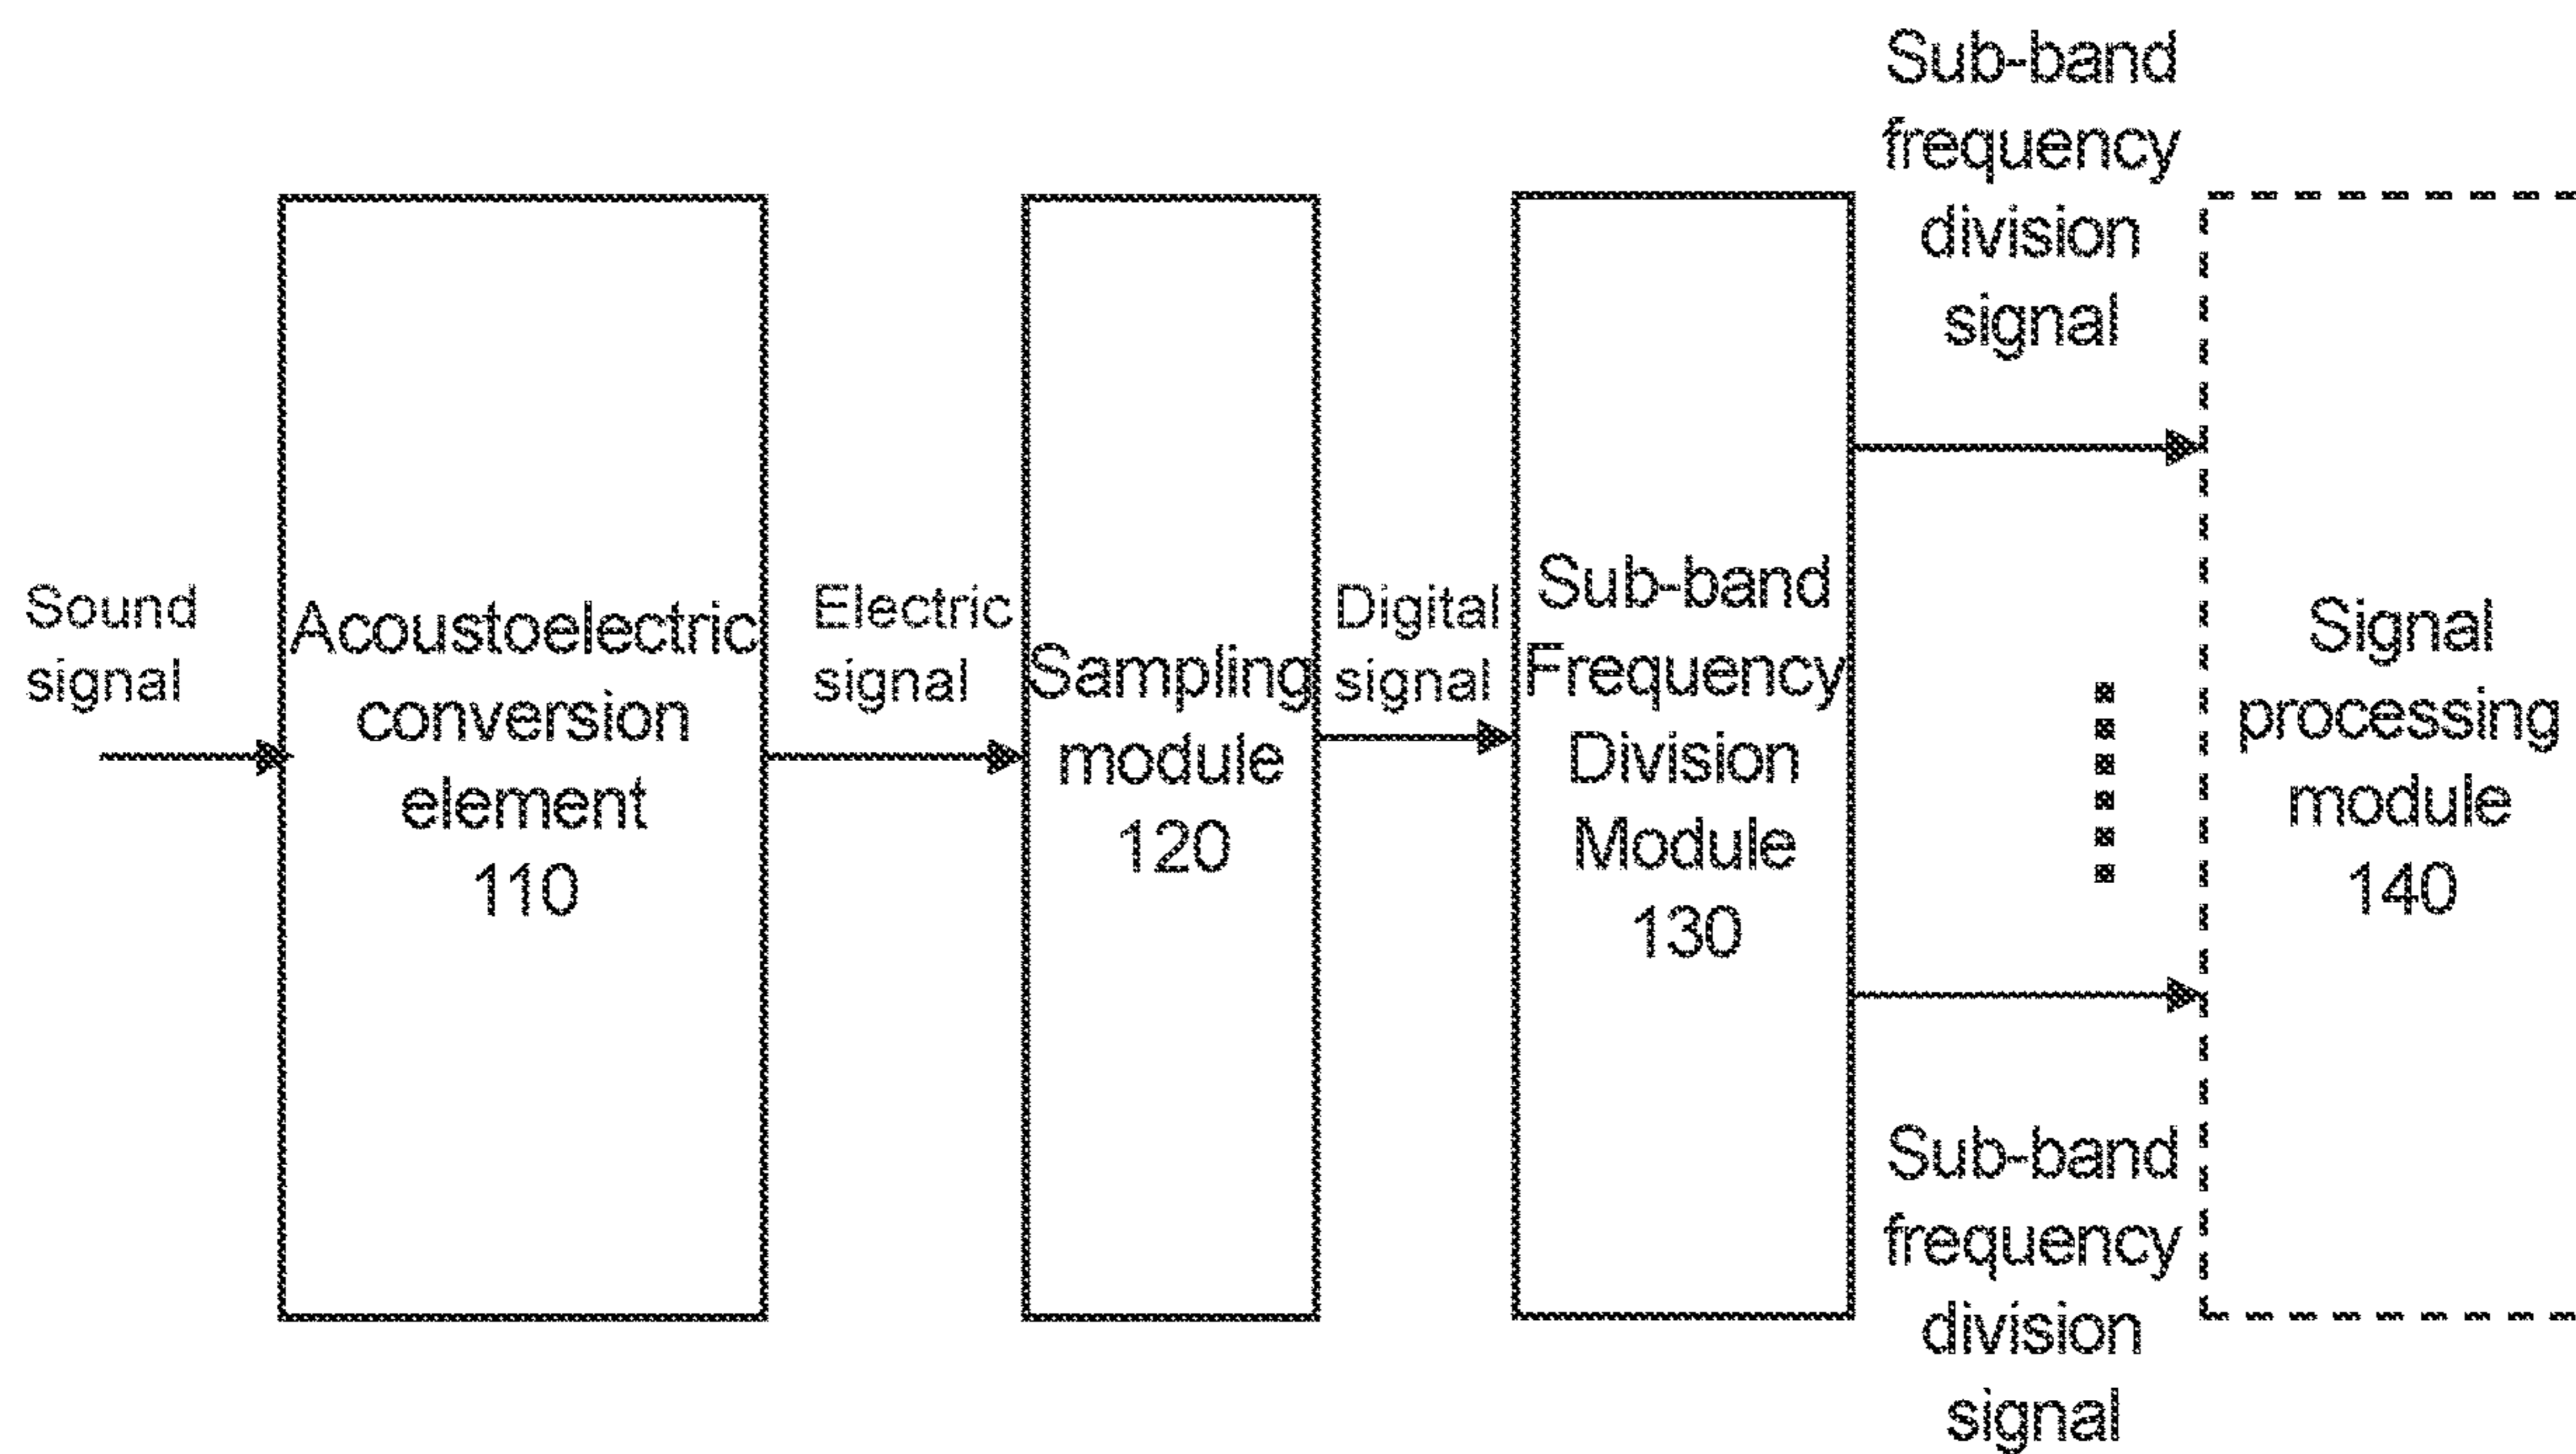 Sound
signal
Acoustoelectric
conversion
element
110
Electric
signal
Sampling
module
120
Digital
signal
Sub-band
Frequency
Division
Module
130
Sub-band
frequency
division
signal
Sub-band
frequency
division
signal
Signal
processing
module
140